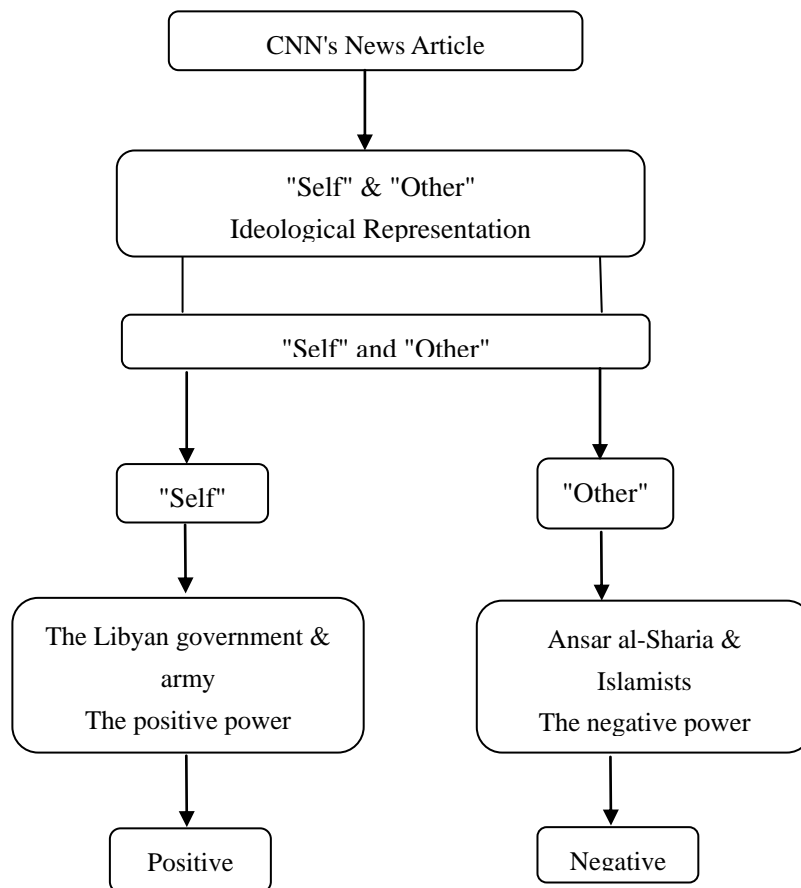 CNN's News Article
"Self" & "Other"
Ideological Representation
"Self" and "Other"
"Self"
"Other"
The Libyan government &
army
The positive power
Ansar al-Sharia &
Islamists
The negative power
Positive
Negative